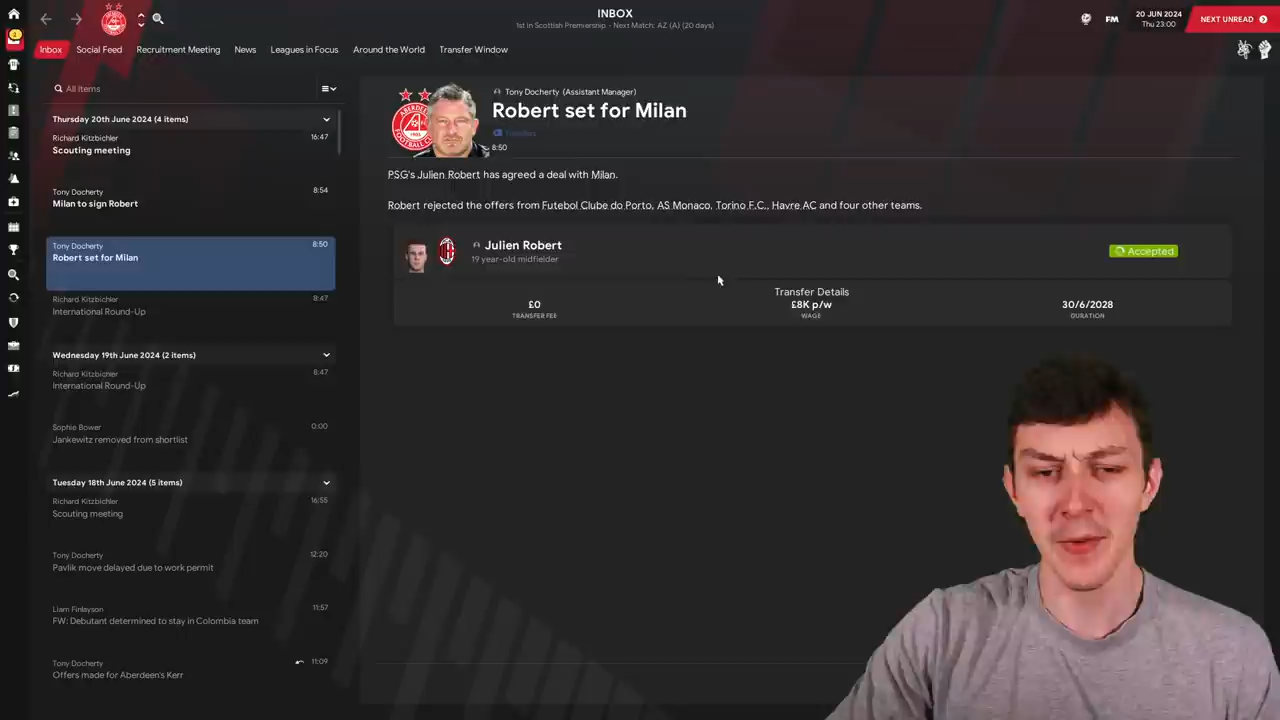 INBOX
1st in Scottish Premiership - Next Match: AZ (A) (20 days)
FM
20 JUN 2024
Thu 23:00
NEXT UNREAD
2
Inbox
Social Feed
Recruitment Meeting
News
Leagues in Focus
Around the World
Transfer Window
All Items
Thursday 20th June 2024 (4 items)
Richard Kitzbichler
16:47
Scouting meeting
Tony Docherty
8:54
Milan to sign Robert
Tony Docherty
8:50
Robert set for Milan
Richard Kitzbichler
8:47
International Round-Up
Wednesday 19th June 2024 (2 items)
Richard Kitzbichler
8:47
International Round-Up
Sophie Bower
0:00
Jankewitz removed from shortlist
Tuesday 18th June 2024 (5 items)
Richard Kitzbichler
16:55
Scouting meeting
Tony Docherty
12:20
Pavlik move delayed due to work permit
Liam Finlayson
11:57
FW: Debutant determined to stay in Colombia team
Tony Docherty
11:09
Offers made for Aberdeen's Kerr
Tony Docherty (Assistant Manager)
Robert set for Milan
Transfers
8:50
PSG's Julien Robert has agreed a deal with Milan.
Robert rejected the offers from Futebol Clube do Porto, AS Monaco, Torino F.C., Havre AC and four other teams.
Julien Robert
19 year-old midfielder
Accepted
Transfer Details
£0
£8K p/w
30/6/2028
TRANSFER FEE
WAGE
DURATION